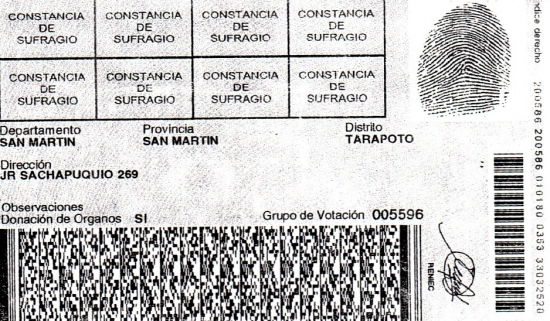 CONSTANCIA DE SUFRAGIO
CONSTANCIA DE SUFRAGIO
CONSTANCIA DE SUFRAGIO
CONSTANCIA DE SUFRAGIO
CONSTANCIA DE SUFRAGIO
CONSTANCIA DE SUFRAGIO
CONSTANCIA DE SUFRAGIO
CONSTANCIA DE SUFRAGIO
Departamento Provincia Distrito
SAN MARTIN SAN MARTIN TARAPOTO
Dirección
JR SACHAPUQUIO 269
Observaciones
Donación de Organos SI Grupo de Votación 005596
RENIEC
derecho 200586 200586 010180 0353 33032520